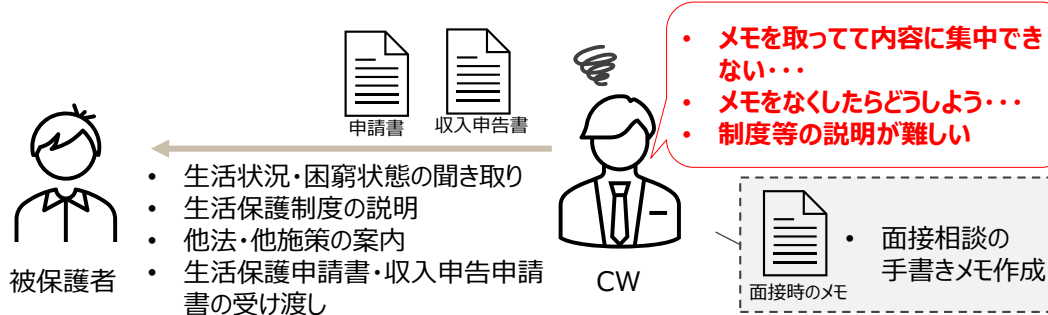 • メモを取ってて内容に集中でき
ない・・・
• メモをなくしたらどうしよう・・・
• 制度等の説明が難しい
申請書
収入申告書
• 生活状況・困窮状態の聞き取り
• 生活保護制度の説明
• 他法・他施策の案内
• 生活保護申請書・収入申告申請
書の受け渡し
被保護者
CW
• 面接相談の
手書きメモ作成
面接時のメモ